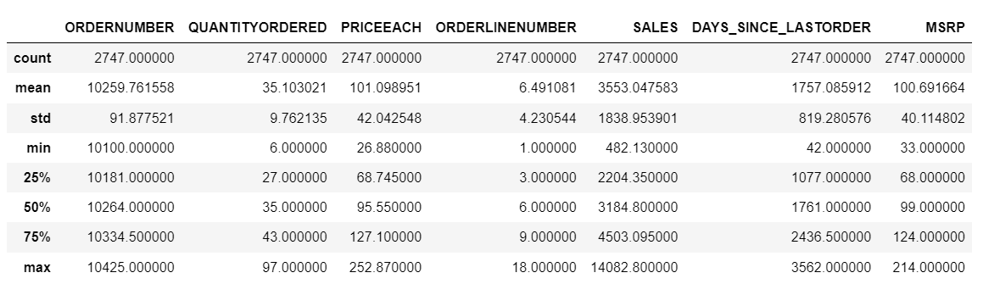 ORDERNUMBER QUANTITYORDERED PRICEEACH ORDERLINENUMBER SALES DAYS_SINCE_LASTORDER MSRP
count 2747.000000 2747.000000 2747.000000 2747.000000 2747.000000 2747.000000 2747.000000
mean 10259.761558 35.103021 101.098951 6.491081 3553.047583 1757.085912 100.691664
std 91.877521 9.762135 42.042548 4.230544 1838.953901 819.280576 40.114802
min 10100.000000 6.000000 26.880000 1.000000 482.130000 42.000000 33.000000
25% 10181.000000 27.000000 68.745000 3.000000 2204.350000 1077.000000 68.000000
50% 10264.000000 35.000000 95.550000 6.000000 3184.800000 1761.000000 99.000000
75% 10334.500000 43.000000 127.100000 9.000000 4503.095000 2436.500000 124.000000
max 10425.000000 97.000000 252.870000 18.000000 14082.800000 3562.000000 214.000000